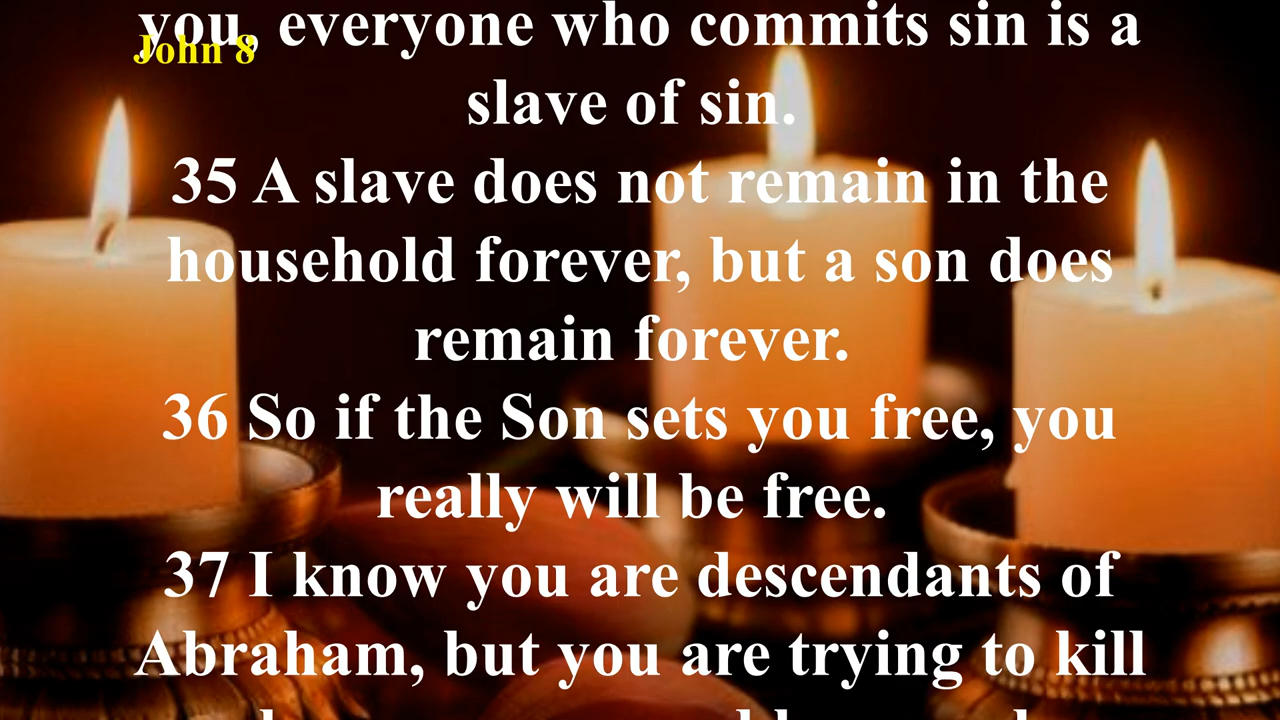 you, everyone who commits sin is a
John 8
slave of sin.
35 A slave does not remain in the
household forever, but a son does
remain forever.
36 So if the Son sets you free, you
really will be free.
37 I know you are descendants of
Abraham, but you are trying to kill